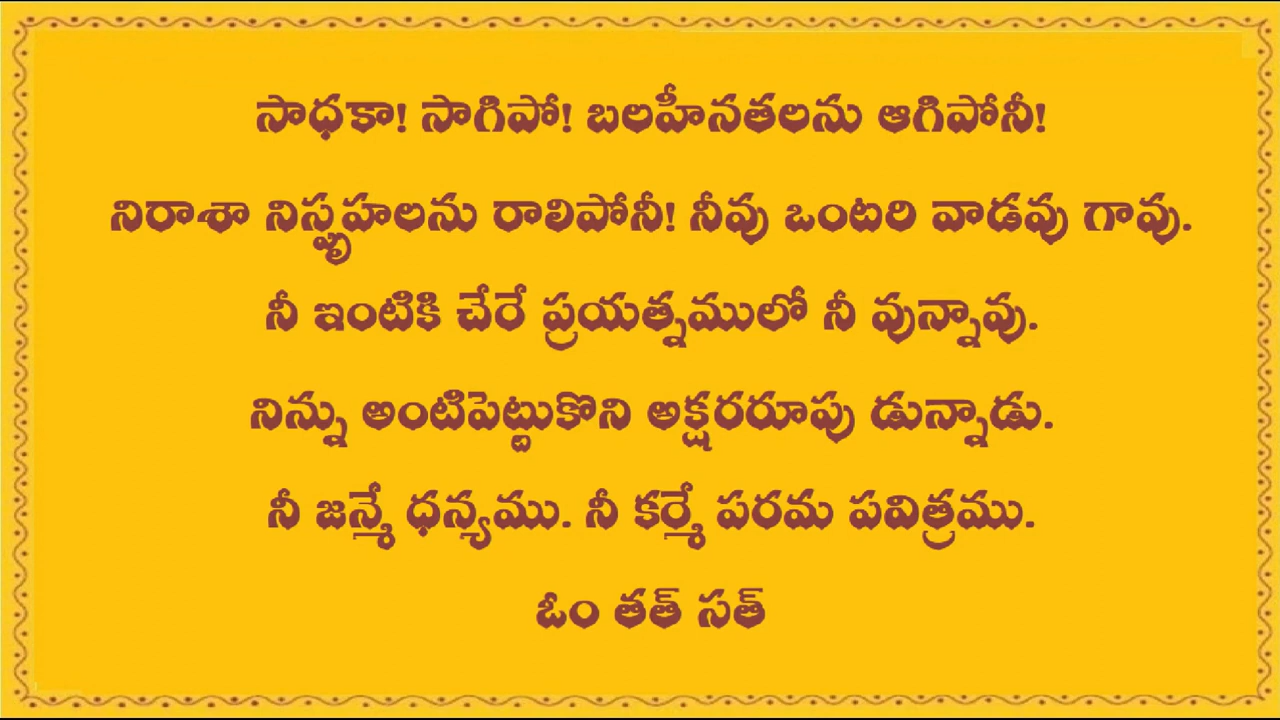 సాధకా! సాగిపో! బలహీనతలను ఆగిపోనీ!
నిరాశా నిస్పృహలను రాలిపోనీ! నీవు ఒంటరి వాడవు గావు.
నీ ఇంటికి చేరే ప్రయత్నములో నీ వున్నావు.
నిన్ను అంటిపెట్టుకొని అక్షరరూపు డున్నాడు.
నీ జన్మే ధన్యము. నీ కర్మే పరమ పవిత్రము.
ఓం తత్ సత్